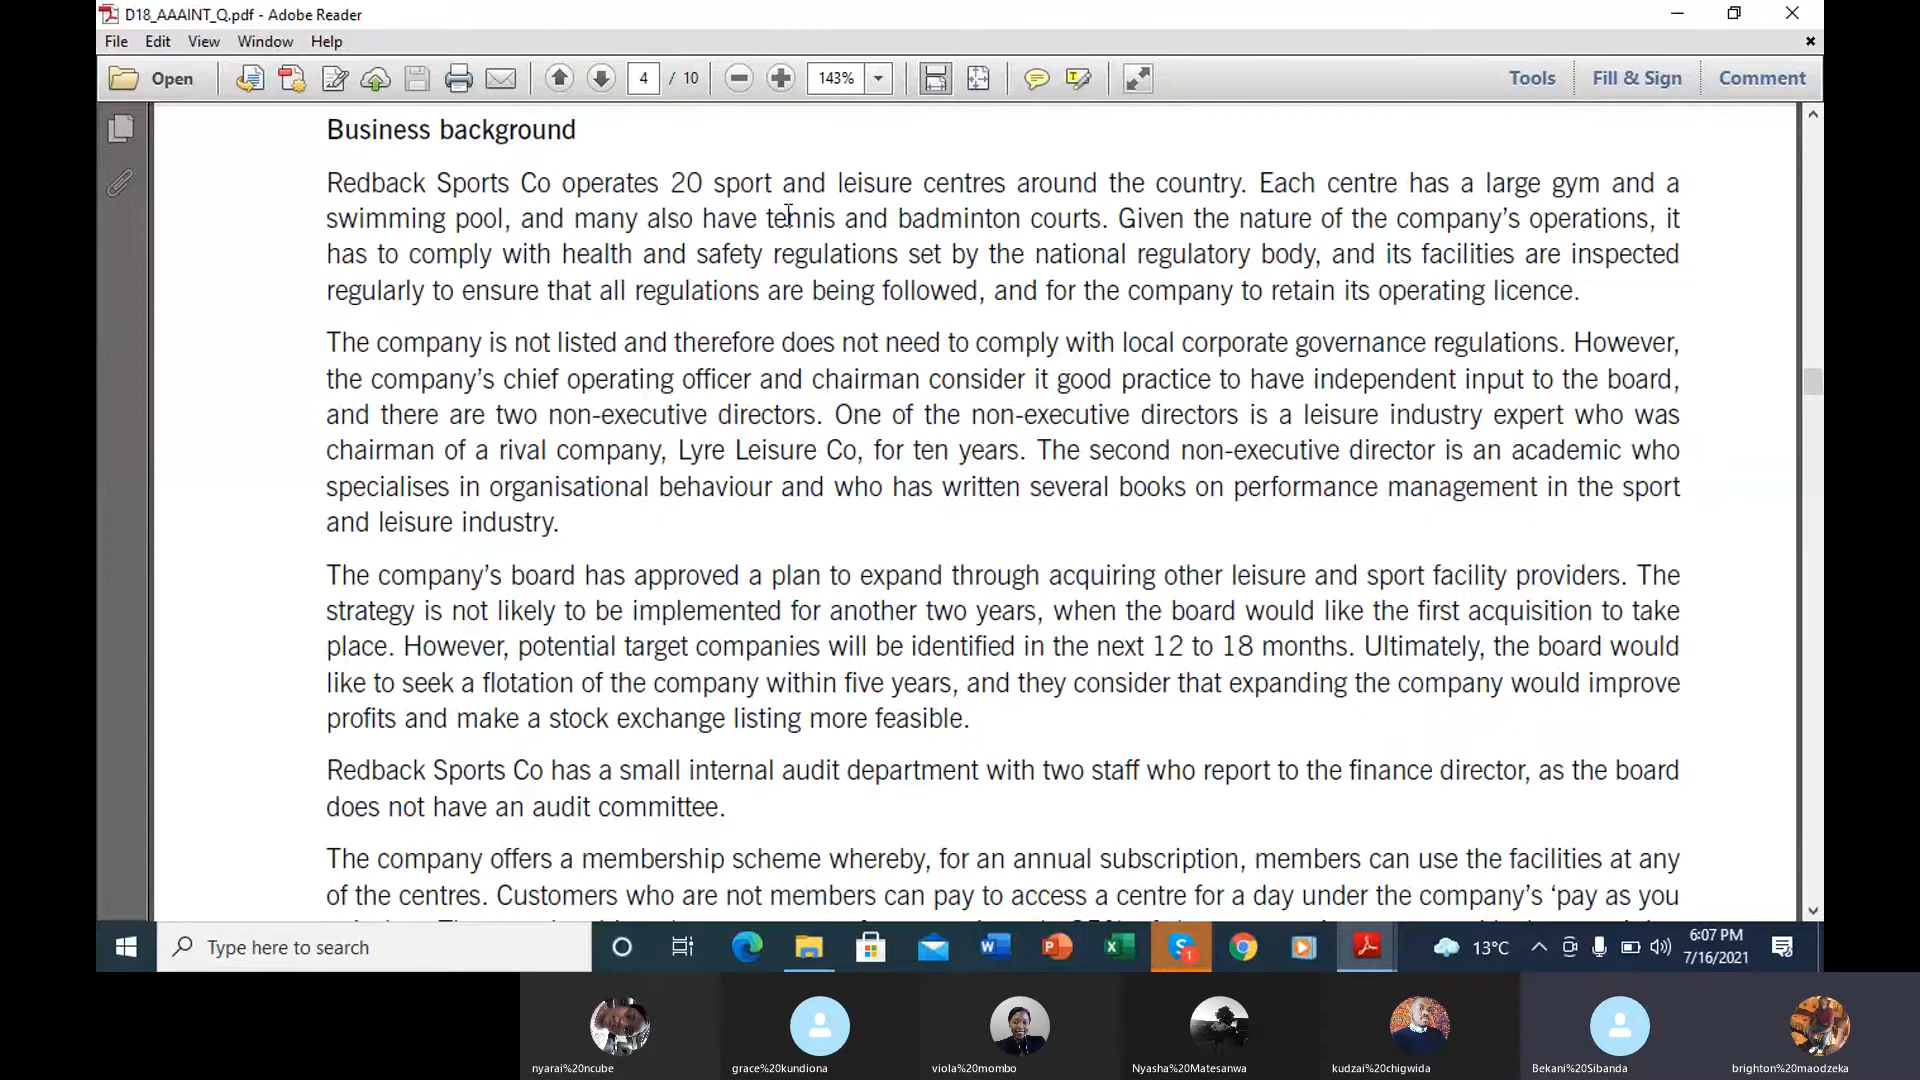 D18_AAAINT_Q.pdf - Adobe Reader
File Edit View Window Help
Open 4 / 10 143% Tools Fill & Sign Comment
Business background
Redback Sports Co operates 20 sport and leisure centres around the country. Each centre has a large gym and a
swimming pool, and many also have tennis and badminton courts. Given the nature of the company's operations, it
has to comply with health and safety regulations set by the national regulatory body, and its facilities are inspected
regularly to ensure that all regulations are being followed, and for the company to retain its operating licence.
The company is not listed and therefore does not need to comply with local corporate governance regulations. However,
the company's chief operating officer and chairman consider it good practice to have independent input to the board,
and there are two non-executive directors. One of the non-executive directors is a leisure industry expert who was
chairman of a rival company, Lyre Leisure Co, for ten years. The second non-executive director is an academic who
specialises in organisational behaviour and who has written several books on performance management in the sport
and leisure industry.
The company's board has approved a plan to expand through acquiring other leisure and sport facility providers. The
strategy is not likely to be implemented for another two years, when the board would like the first acquisition to take
place. However, potential target companies will be identified in the next 12 to 18 months. Ultimately, the board would
like to seek a flotation of the company within five years, and they consider that expanding the company would improve
profits and make a stock exchange listing more feasible.
Redback Sports Co has a small internal audit department with two staff who report to the finance director, as the board
does not have an audit committee.
The company offers a membership scheme whereby, for an annual subscription, members can use the facilities at any
of the centres. Customers who are not members can pay to access a centre for a day under the company's 'pay as you
Type here to search 1 13°C 6:07 PM
7/16/2021
nyarai%20ncube grace%20kundiona viola%20mombo Nyasha%20Matesanwa kudzai%20chigwida Bekani%20Sibanda brighton%20maodzeka